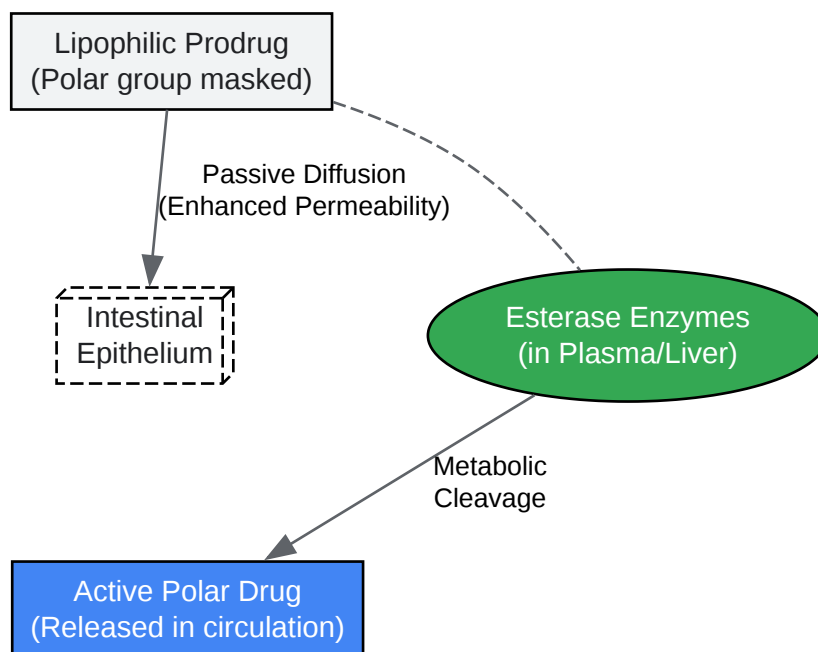 Lipophilic Prodrug
(Polar group masked)
Passive Diffusion
(Enhanced Permeability)
Intestinal
Epithelium
Esterase Enzymes
(in Plasma/Liver)
Metabolic
Cleavage
Active Polar Drug
(Released in circulation)